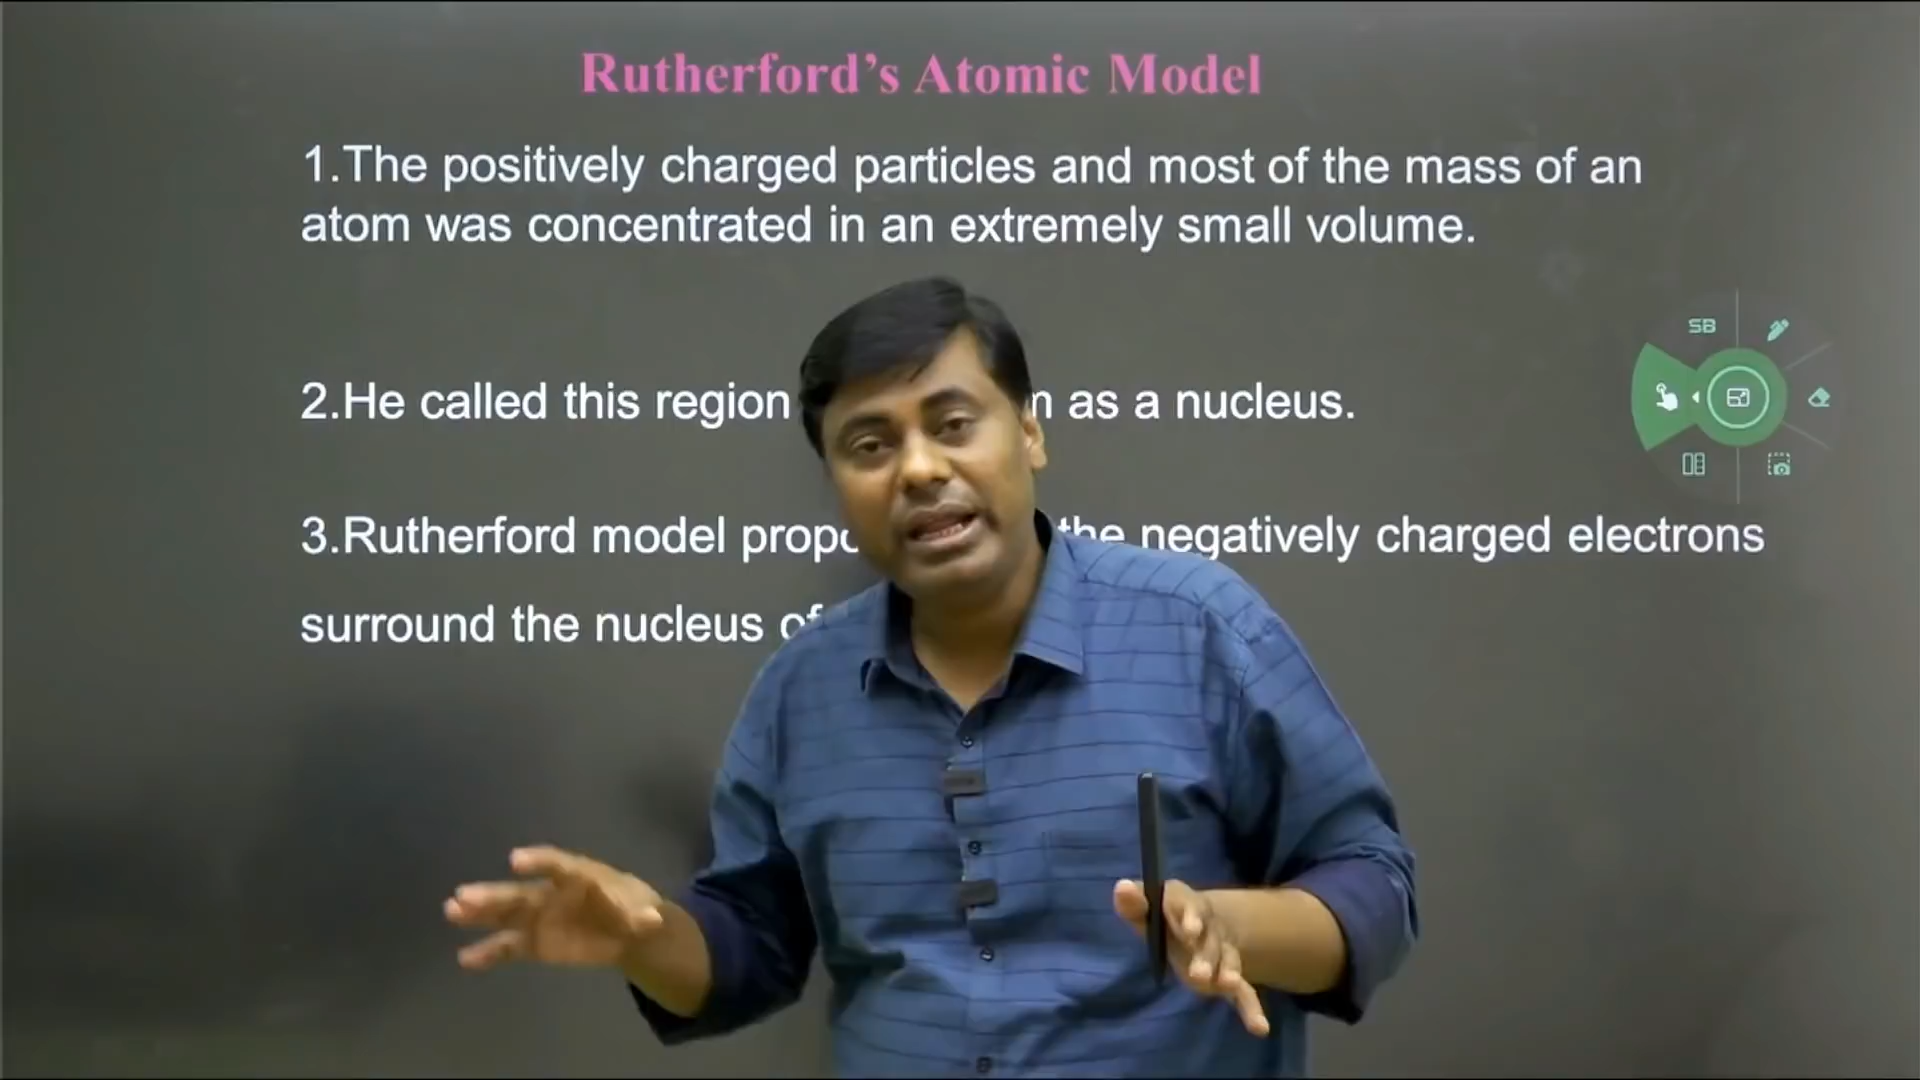 Rutherford’s Atomic Model
1.The positively charged particles and most of the mass of an
atom was concentrated in an extremely small volume.
SB
2.He called this region as a nucleus.
3.Rutherford model negatively charged electrons
surround the nucleus of